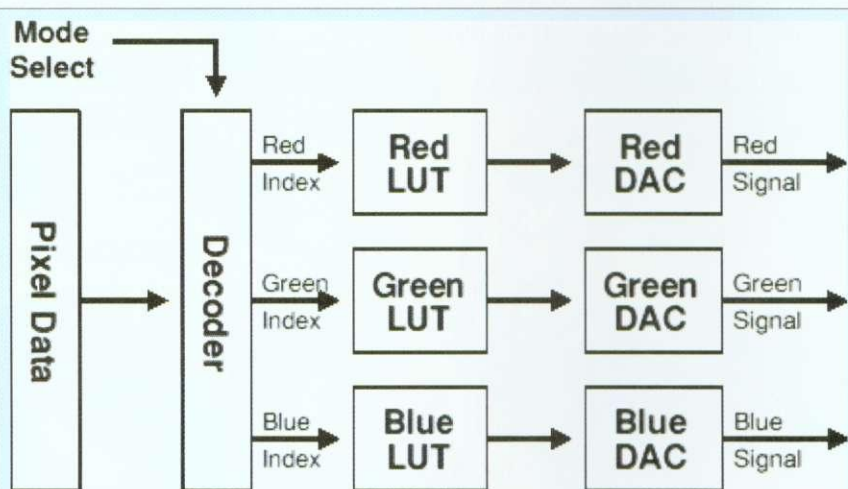 Mode
Select
Pixel Data
Decoder
Red
Index
Red
LUT
Red
DAC
Red
Signal
Green
Index
Green
LUT
Green
DAC
Green
Signal
Blue
Index
Blue
LUT
Blue
DAC
Blue
Signal